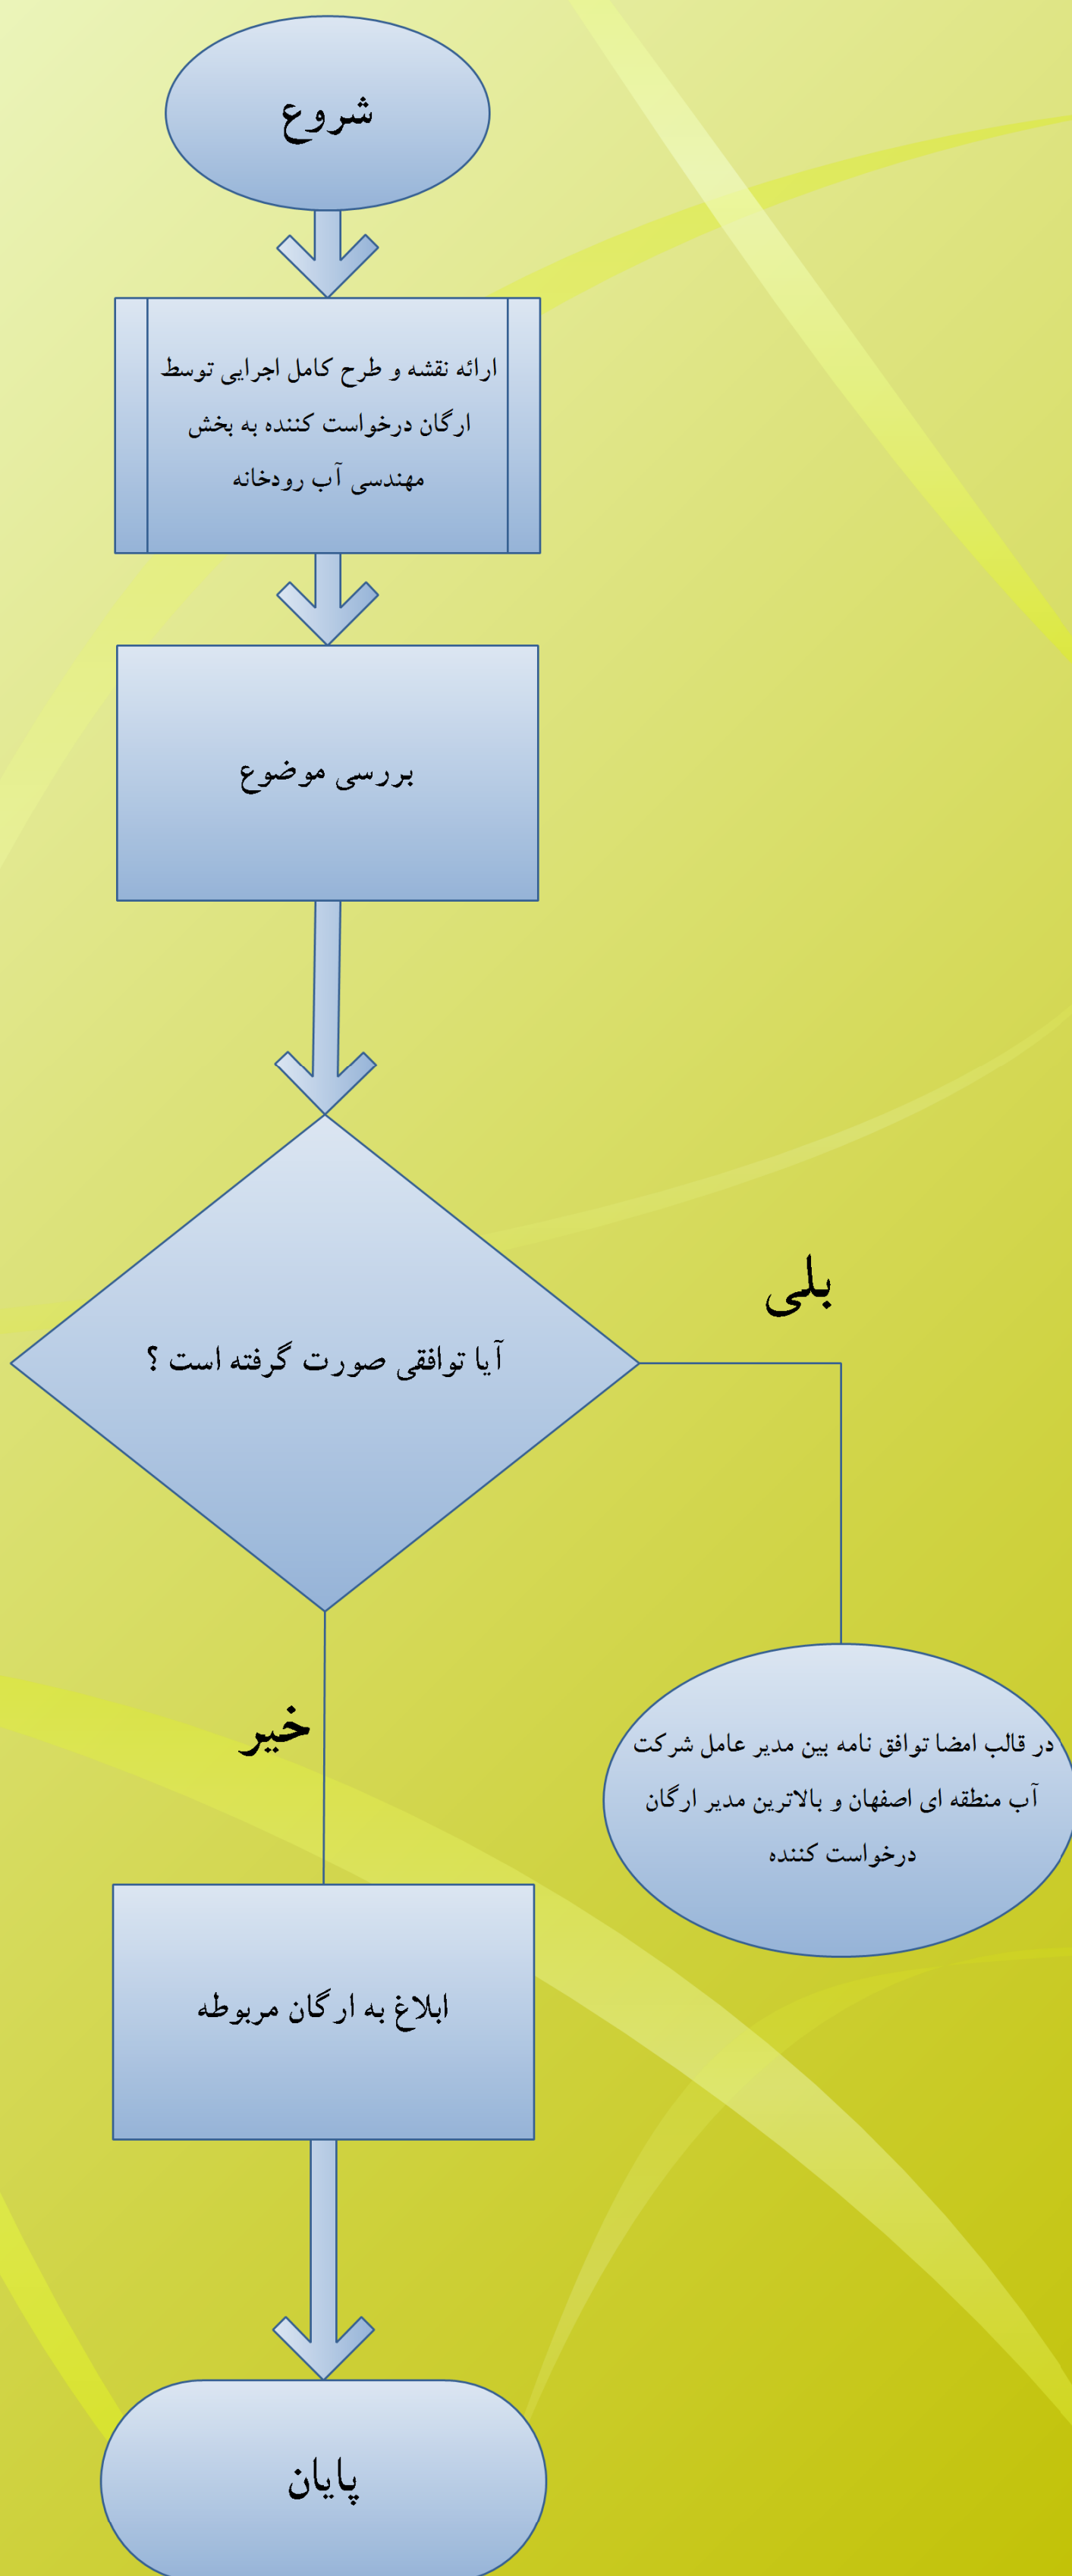 شروع
ارائه نقشه و طرح کامل اجرایی توسط
ارگان درخواست کننده به بخش
مهندسی آب رودخانه
بررسی موضوع
آیا توافقی صورت گرفته است ؟
بلی
خیر
در قالب امضا توافق نامه بین مدیر عامل شرکت
آب منطقه ای اصفهان و بالاترین مدیر ارگان
درخواست کننده
ابلاغ به ارگان مربوطه
پایان